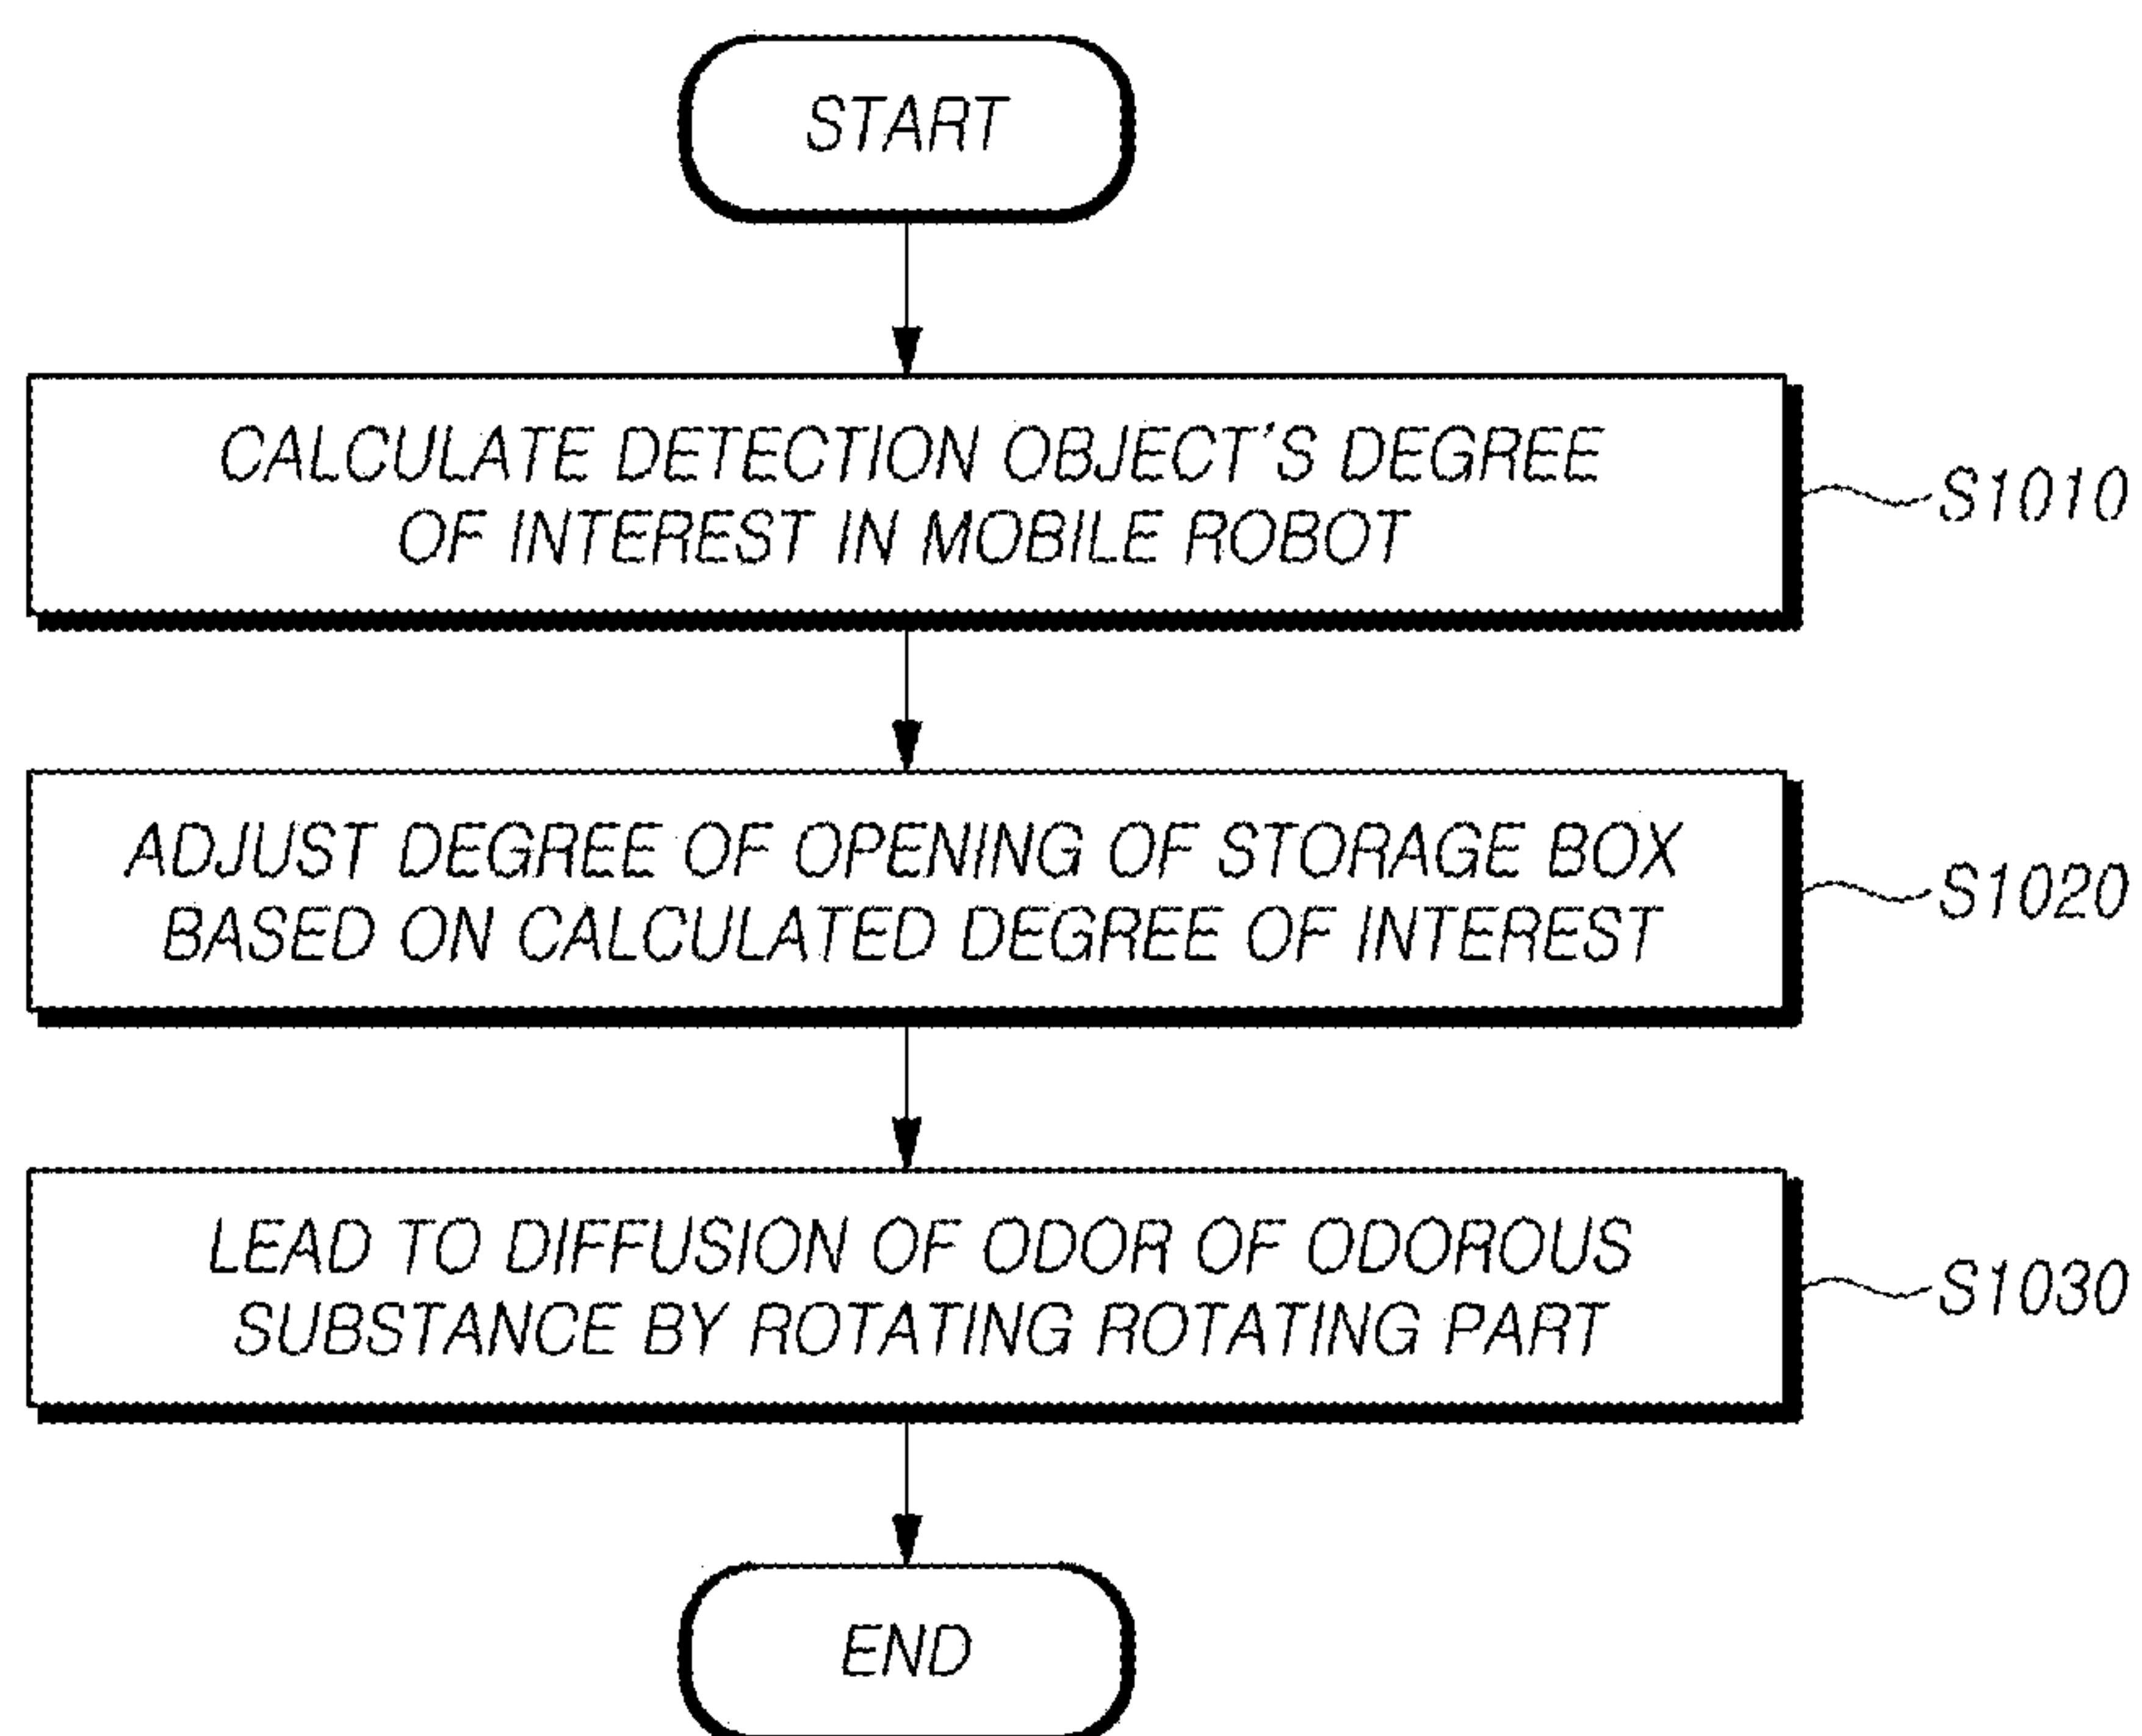 START
CALCULATE DETECTION OBJECT'S DEGREE
OF INTEREST IN MOBILE ROBOT
S1010
ADJUST DEGREE OF OPENING OF STORAGE BOX
BASED ON CALCULATED DEGREE OF INTEREST
S1020
LEAD TO DIFFUSION OF ODOR OF ODOROUS
SUBSTANCE BY ROTATING ROTATING PART
S1030
END